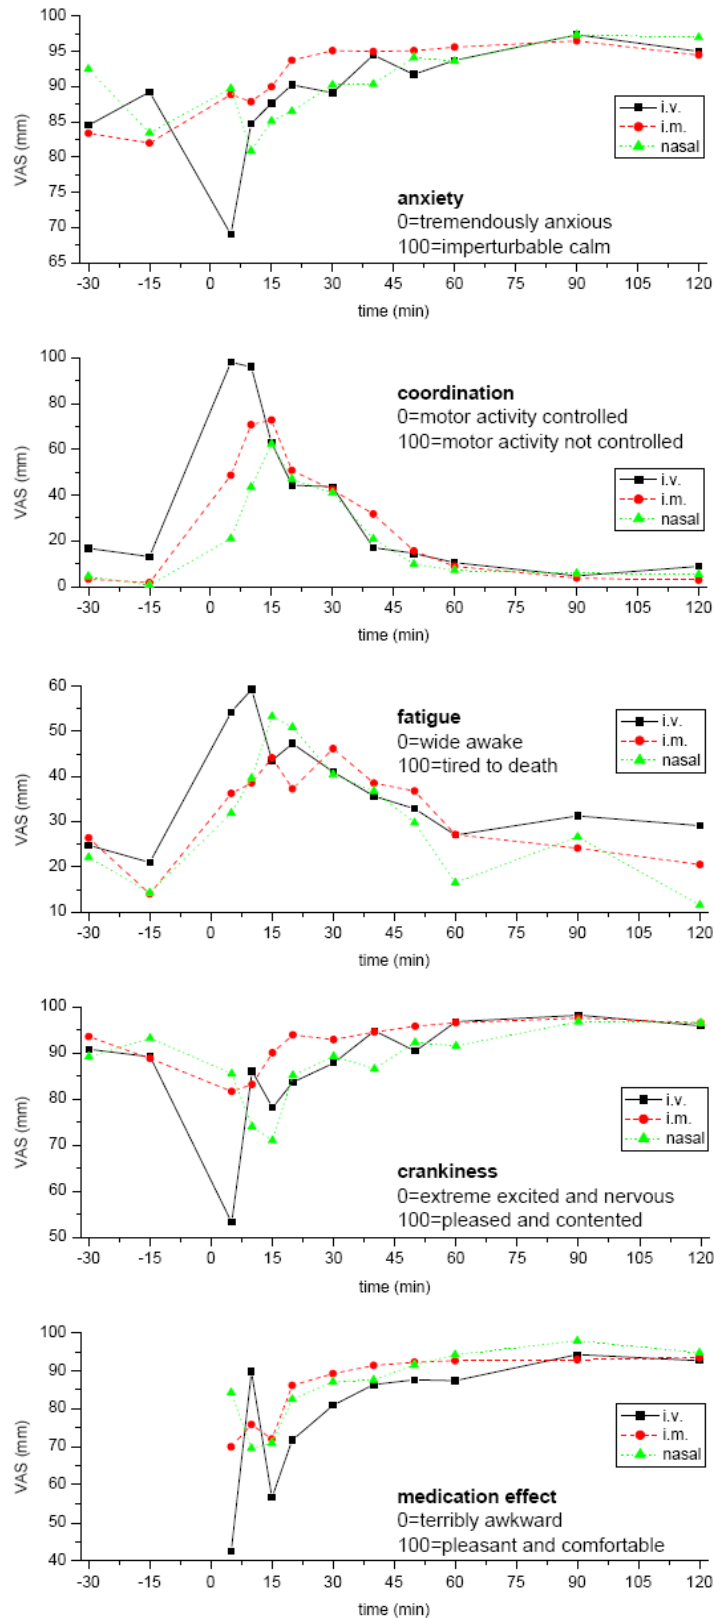 100
95
90
85
80
75
70
65
VAS (mm)
i.v.
i.m.
nasal
anxiety
0=tremendously anxious
100=imperturbable calm
-30 -15 0 15 30 45 60 75 90 105 120
time (min)
100
80
60
40
20
0
VAS (mm)
coordination
0=motor activity controlled
100=motor activity not controlled
i.v.
i.m.
nasal
-30 -15 0 15 30 45 60 75 90 105 120
time (min)
60
50
40
30
20
10
VAS (mm)
fatigue
0=wide awake
100=tired to death
i.v.
i.m.
nasal
-30 -15 0 15 30 45 60 75 90 105 120
time (min)
100
90
80
70
60
50
VAS (mm)
i.v.
i.m.
nasal
crankiness
0=extreme excited and nervous
100=pleased and contented
-30 -15 0 15 30 45 60 75 90 105 120
time (min)
100
90
80
70
60
50
40
VAS (mm)
i.v.
i.m.
nasal
medication effect
0=terribly awkward
100=pleasant and comfortable
-30 -15 0 15 30 45 60 75 90 105 120
time (min)